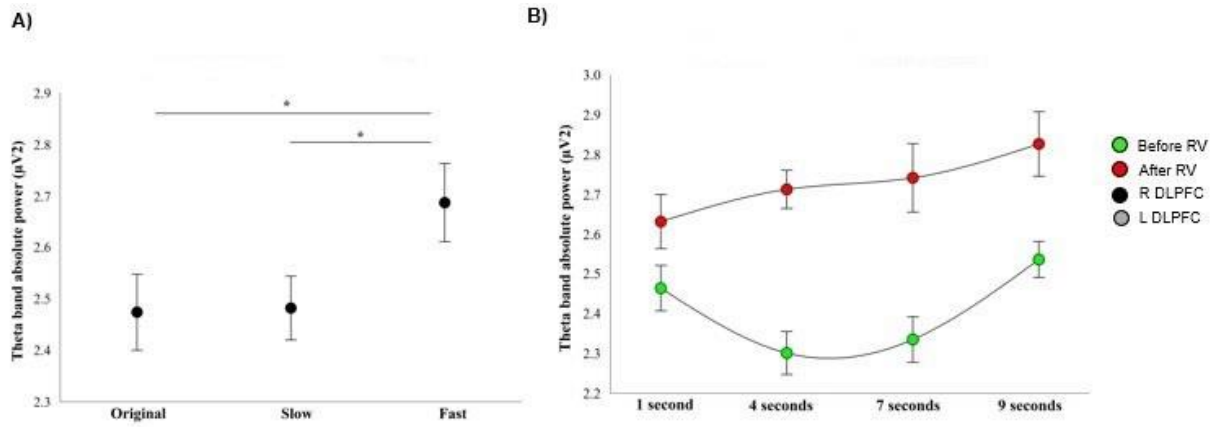 A)
Theta band absolute power (µV2)
2.9
2.8
2.7
2.6
2.5
2.4
2.3
*
*
Original Slow Fast
B)
Theta band absolute power (µV2)
3.0
2.9
2.8
2.7
2.6
2.5
2.4
2.3
2.2
1 second 4 seconds 7 seconds 9 seconds
Before RV
After RV
R DLPFC
L DLPFC